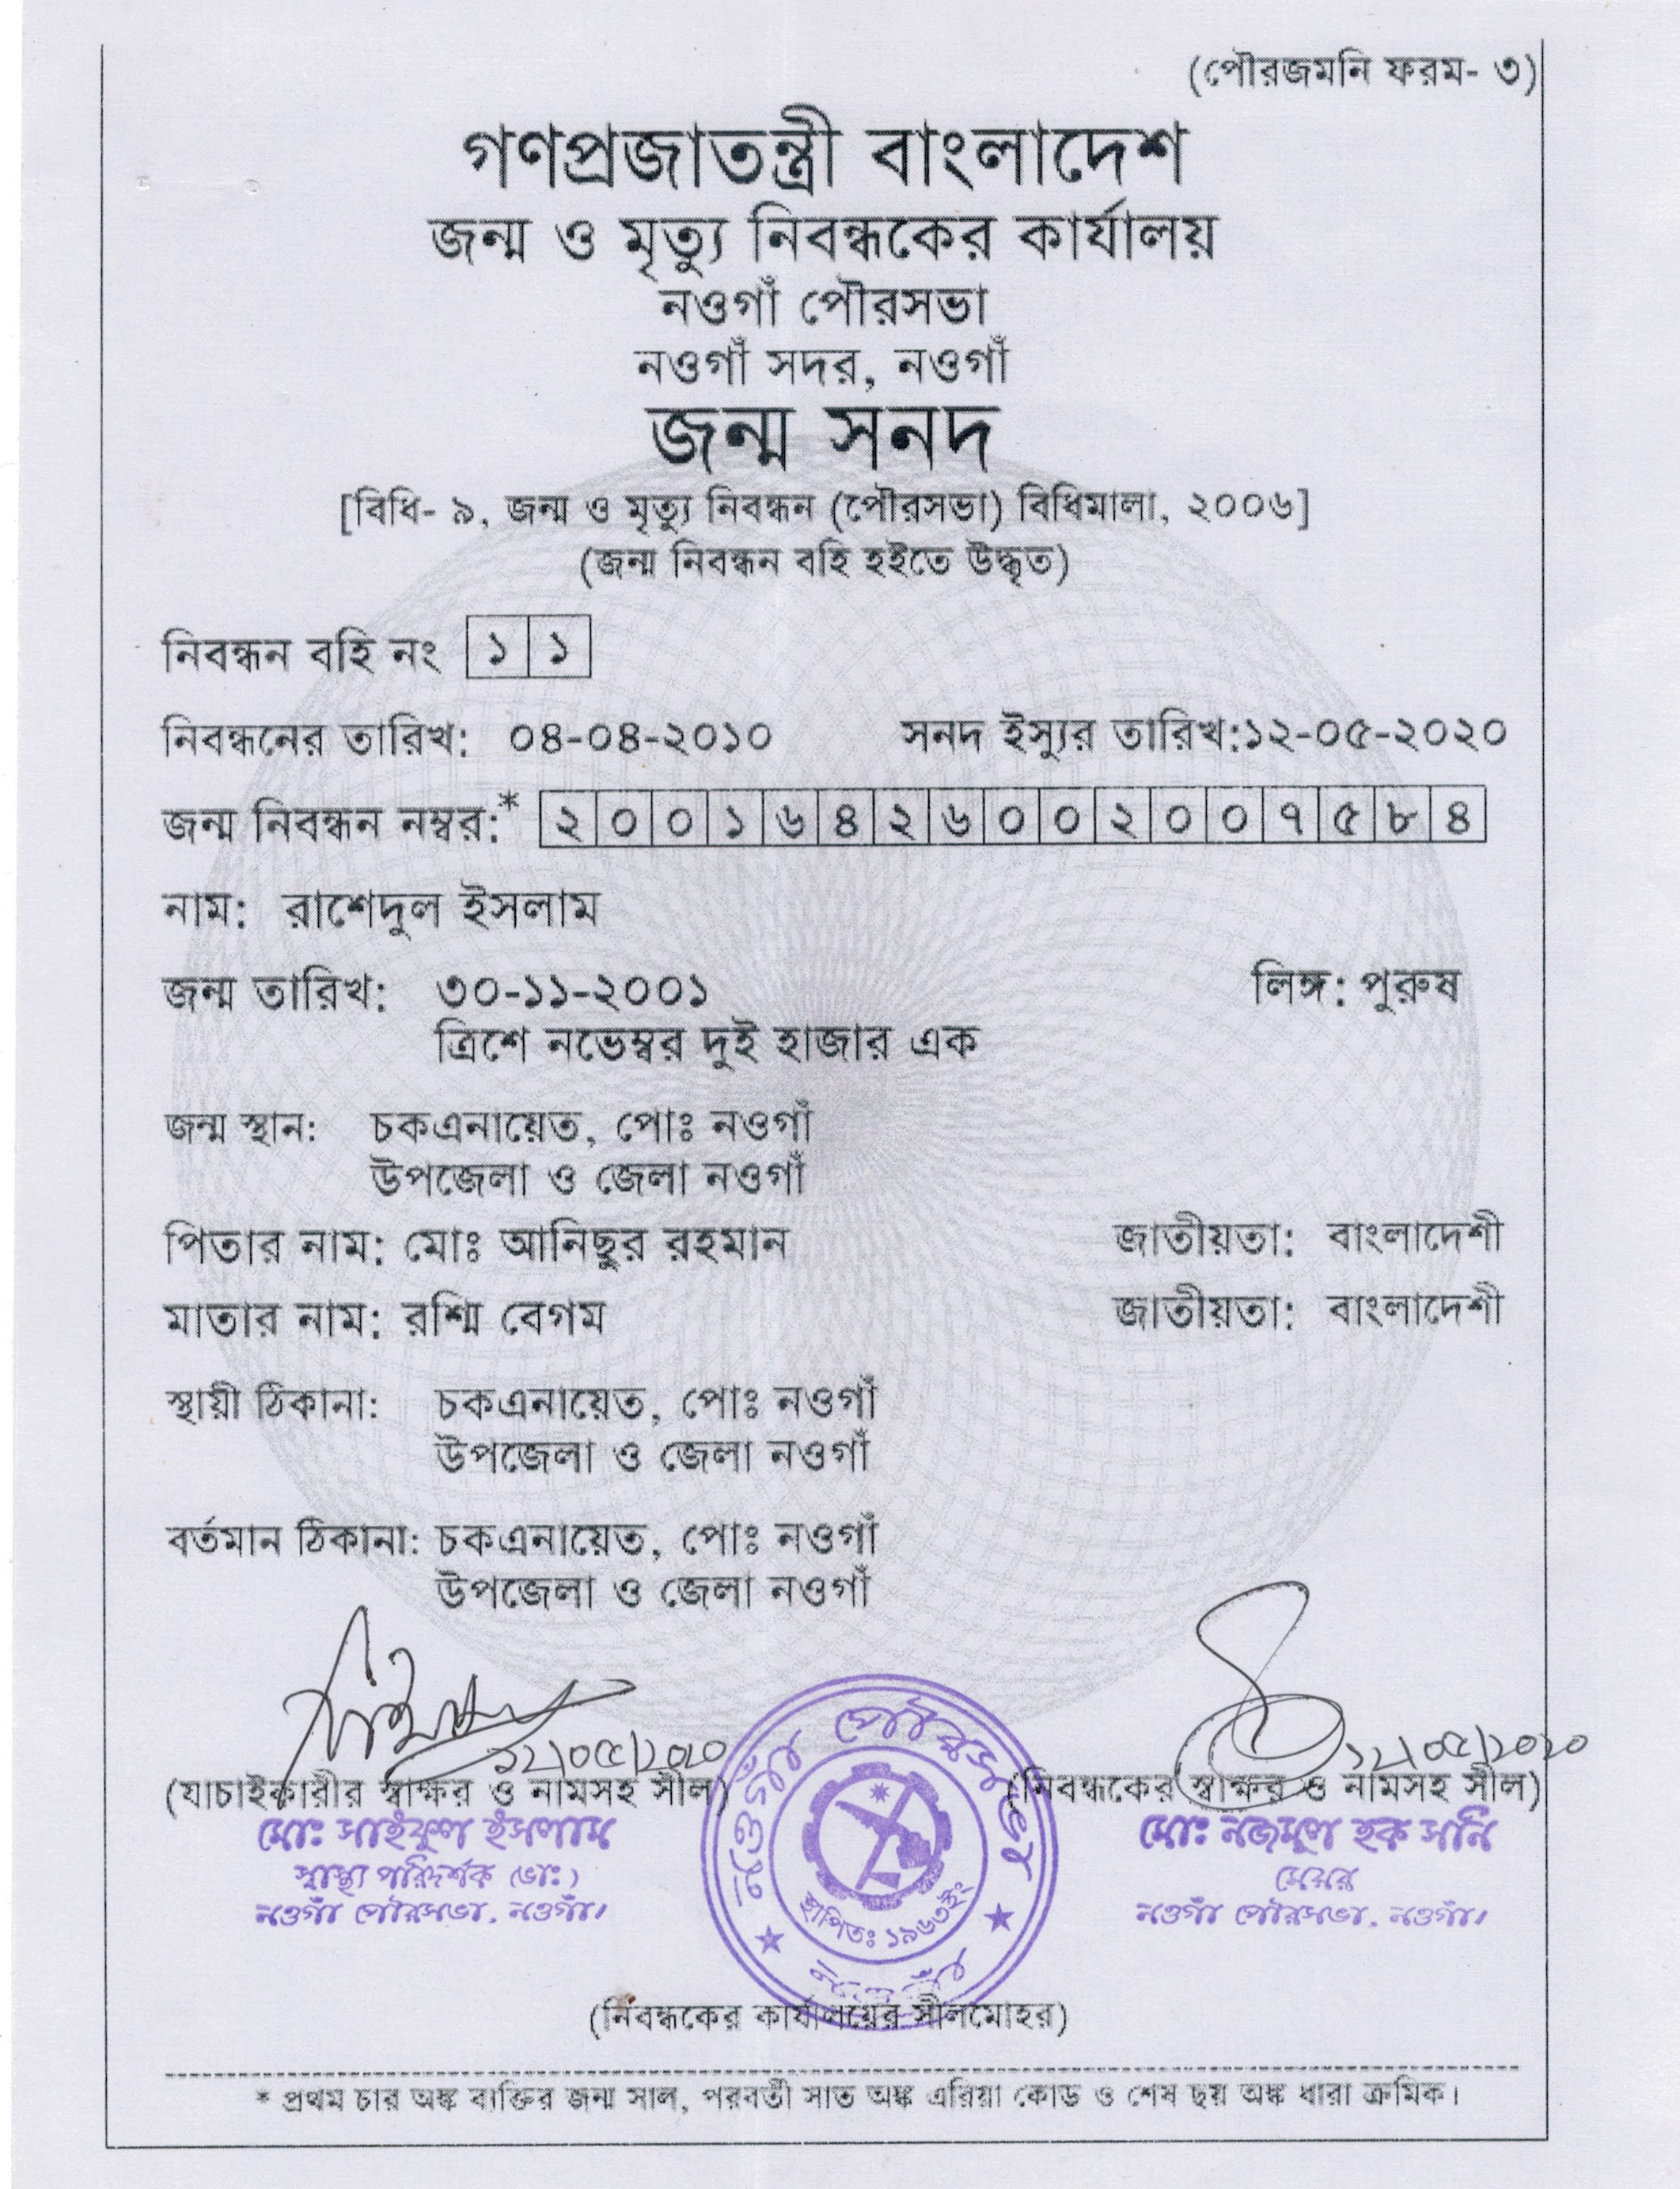 (পৌরজমনি ফরম- ৩)
গণপ্রজাতন্ত্রী বাংলাদেশ
জন্ম ও মৃত্যু নিবন্ধকের কার্যালয়
নওগাঁ পৌরসভা
নওগাঁ সদর, নওগাঁ
জন্ম সনদ
[বিধি- ৯, জন্ম ও মৃত্যু নিবন্ধন (পৌরসভা) বিধিমালা, ২০০৬]
(জন্ম নিবন্ধন বহি হইতে উদ্ধৃত)
নিবন্ধন বহি নং ১ ১
নিবন্ধনের তারিখ: ০৪-০৪-২০১০ সনদ ইস্যুর তারিখ:১২-০৫-২০২০
জন্ম নিবন্ধন নম্বর:* ২ ০ ০ ১ ৬ ৪ ২ ৬ ০ ০ ২ ০ ০ ৭ ৫ ৮ ৪
নাম: রাশেদুল ইসলাম
জন্ম তারিখ: ৩০-১১-২০০১ লিঙ্গ: পুরুষ
ত্রিশে নভেম্বর দুই হাজার এক
জন্ম স্থান: চকএনায়েত, পোঃ নওগাঁ
উপজেলা ও জেলা নওগাঁ
পিতার নাম: মোঃ আনিছুর রহমান জাতীয়তা: বাংলাদেশী
মাতার নাম: রশ্মি বেগম জাতীয়তা: বাংলাদেশী
স্থায়ী ঠিকানা: চকএনায়েত, পোঃ নওগাঁ
উপজেলা ও জেলা নওগাঁ
বর্তমান ঠিকানা: চকএনায়েত, পোঃ নওগাঁ
উপজেলা ও জেলা নওগাঁ
১২/০৫/২০২০ ১২/০৫/২০২০
(যাচাইকারীর স্বাক্ষর ও নামসহ সীল) (নিবন্ধকের স্বাক্ষর ও নামসহ সীল)
মোঃ সাইফুল ইসলাম
স্বাস্থ্য পরিদর্শক (ভাঃ)
নওগাঁ পৌরসভা, নওগাঁ।
নওগাঁ পৌরসভা
স্থাপিতঃ ১৯৬৩ইং
নওগাঁ
মোঃ নজমুল হক সনি
মেয়র
নওগাঁ পৌরসভা, নওগাঁ।
(নিবন্ধকের কার্যালয়ের সীলমোহর)
* প্রথম চার অঙ্ক ব্যক্তির জন্ম সাল, পরবর্তী সাত অঙ্ক এরিয়া কোড ও শেষ ছয় অঙ্ক ধারা ক্রমিক।